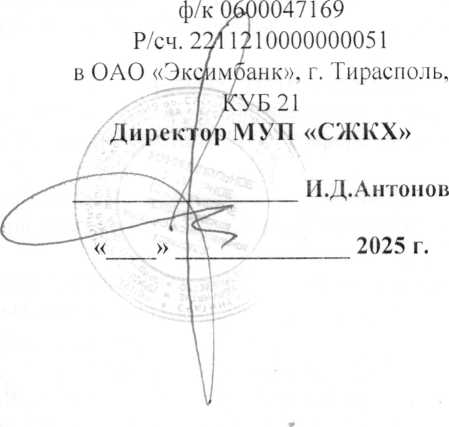 ф/к 0600047169
Р/сч. 2211210000000051
в ОАО «Эксимбанк», г. Тирасполь,
КУБ 21
Директор МУП «СЖКХ»
И.Д.Антонов
«____» ______________ 2025 г.